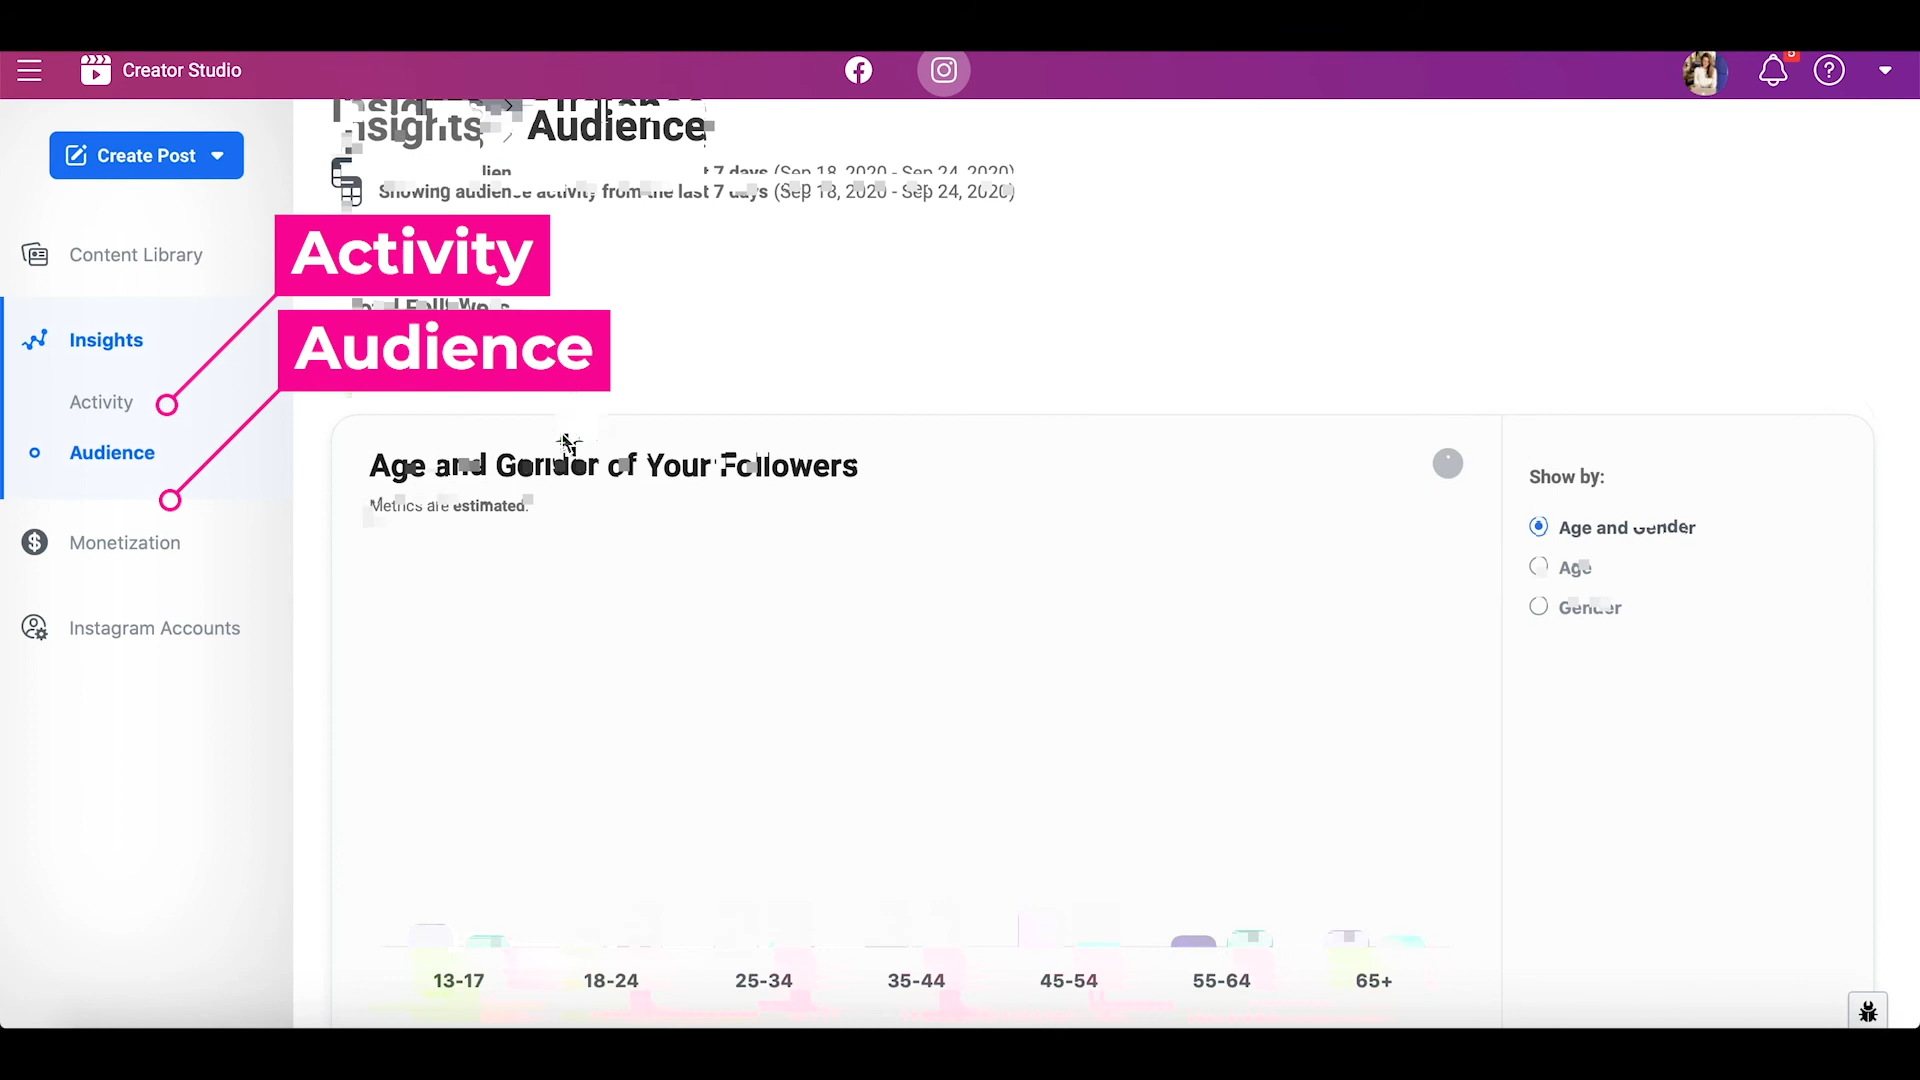 Creator Studio
5
Create Post
Insights > Audience
Showing audience activity from the last 7 days (Sep 18, 2020 - Sep 24, 2020)
Content Library
Activity
Insights
Audience
Activity
Audience
Monetization
Instagram Accounts
Age and Gender of Your Followers
Metrics are estimated.
Show by:
Age and Gender
Age
Gender
13-17 18-24 25-34 35-44 45-54 55-64 65+